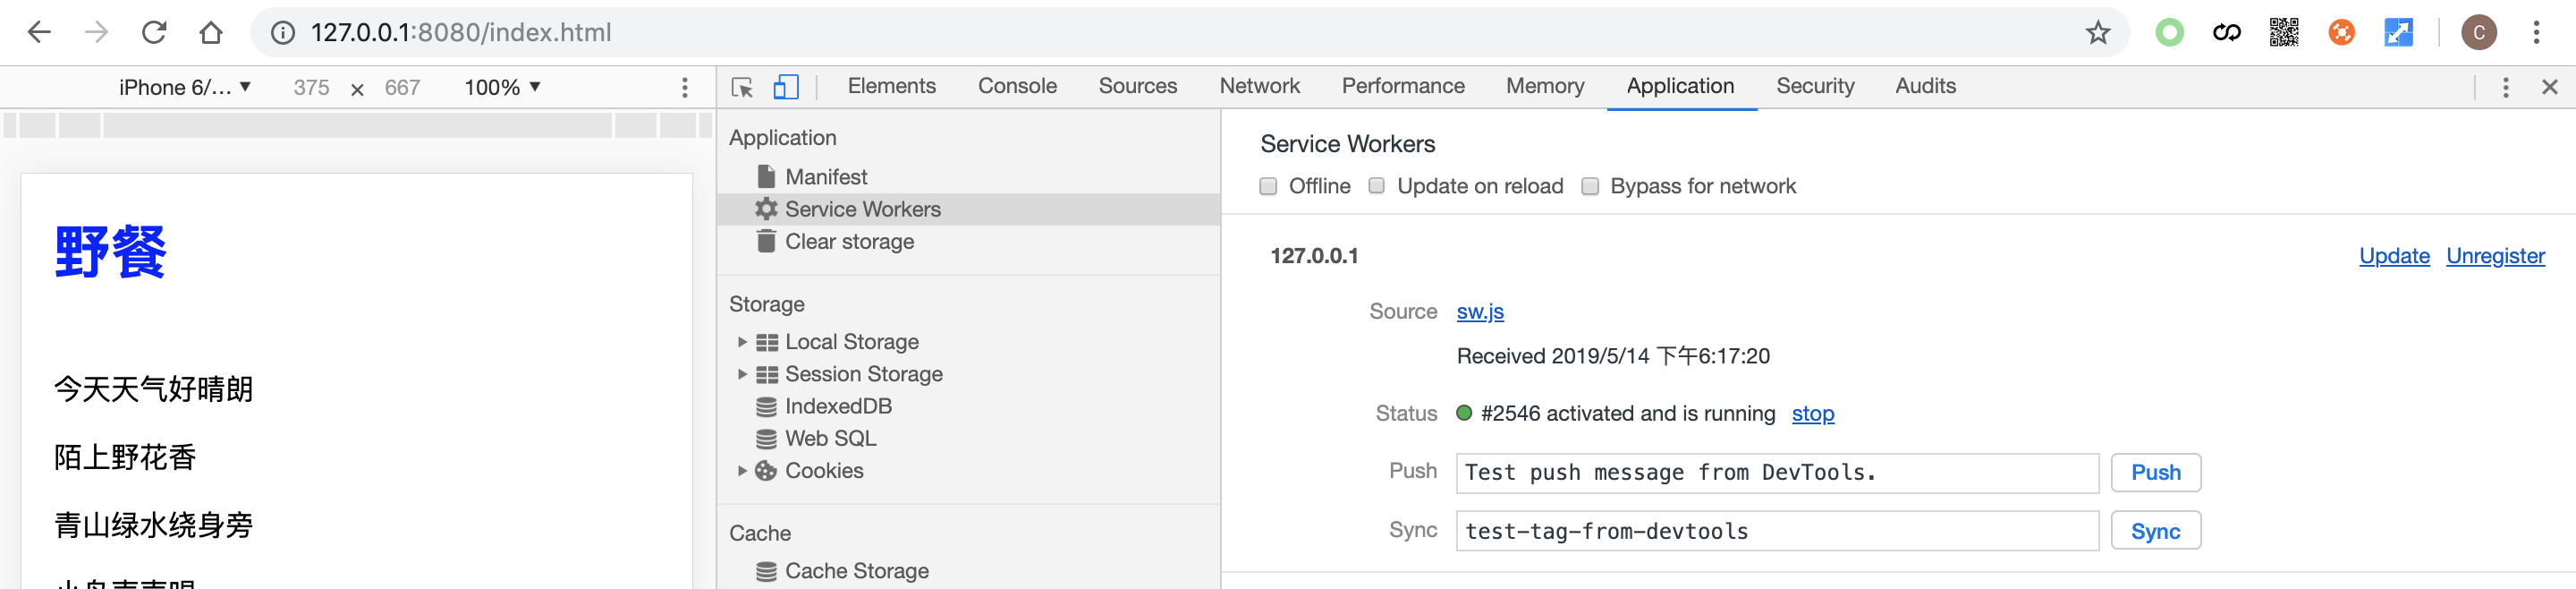 127.0.0.1:8080/index.html
C
iPhone 6/... ▼ 375 × 667 100% ▼
Elements Console Sources Network Performance Memory Application Security Audits
野餐
今天天气好晴朗
陌上野花香
青山绿水绕身旁
Application
Manifest
Service Workers
Clear storage
Storage
Local Storage
Session Storage
IndexedDB
Web SQL
Cookies
Cache
Cache Storage
Service Workers
Offline Update on reload Bypass for network
127.0.0.1 Update Unregister
Source sw.js
Received 2019/5/14 下午6:17:20
Status #2546 activated and is running stop
Push Test push message from DevTools. Push
Sync test-tag-from-devtools Sync